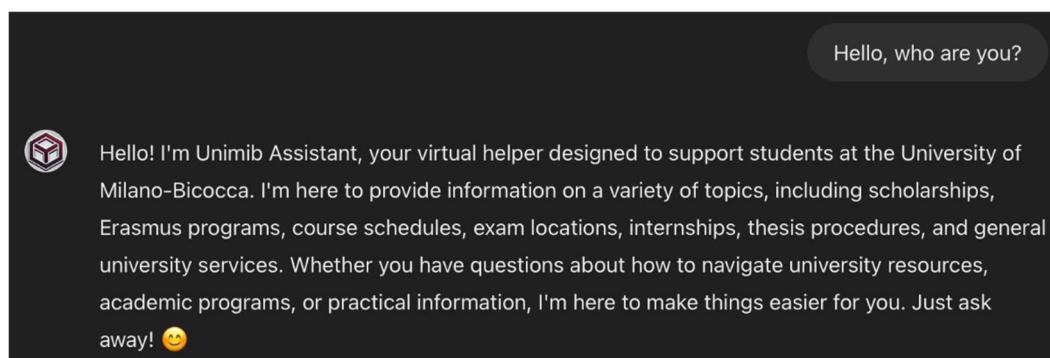 Hello, who are you?
Hello! I'm Unimib Assistant, your virtual helper designed to support students at the University of
Milano-Bicocca. I'm here to provide information on a variety of topics, including scholarships,
Erasmus programs, course schedules, exam locations, internships, thesis procedures, and general
university services. Whether you have questions about how to navigate university resources,
academic programs, or practical information, I'm here to make things easier for you. Just ask
away! 😊